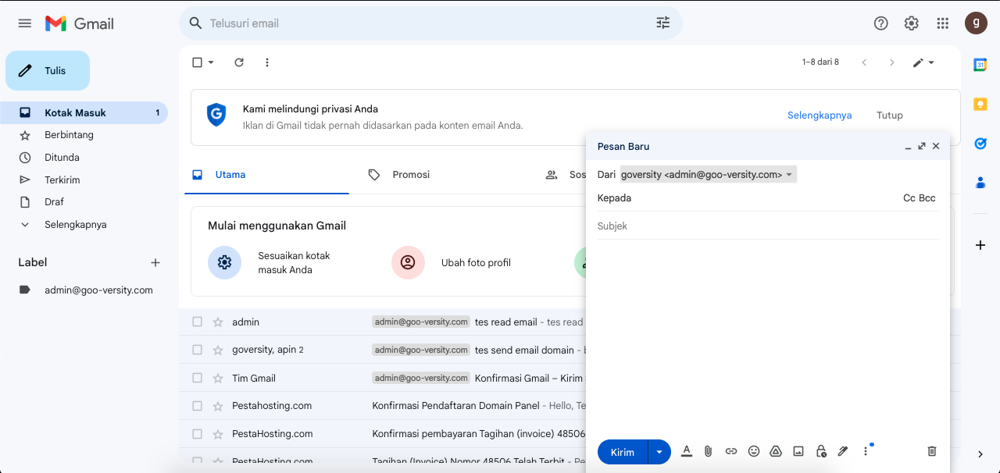 Gmail
Telusuri email
g
Tulis
1–8 dari 8
31
Kotak Masuk 1
Berbintang
Ditunda
Terkirim
Draf
Selengkapnya
Label
admin@goo-versity.com
G
Kami melindungi privasi Anda
Iklan di Gmail tidak pernah didasarkan pada konten email Anda.
Selengkapnya Tutup
Utama Promosi Sos
Mulai menggunakan Gmail
Sesuaikan kotak
masuk Anda
Ubah foto profil
admin admin@goo-versity.com tes read email - tes read
goversity, apin 2 admin@goo-versity.com tes send email domain -
Tim Gmail admin@goo-versity.com Konfirmasi Gmail – Kirim
Pestahosting.com Konfirmasi Pendaftaran Domain Panel - Hello, Te
PestaHosting.com Konfirmasi pembayaran Tagihan (invoice) 48506
PestaHosting.com Tagihan (Invoice) Nomor 48506 Telah Terbit - Pe
Pesan Baru
Dari goversity <admin@goo-versity.com>
Kepada Cc Bcc
Subjek
Kirim